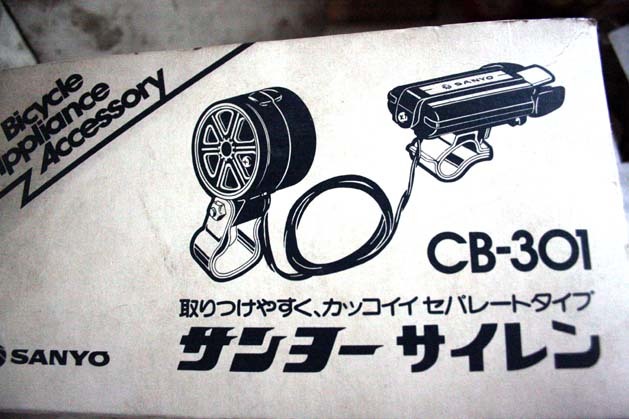 Bicycle
Appliance
Accessory
SANYO
CB-301
取りつけやすく、カッコイイ セパレートタイプ
サンヨー サイレン
SANYO